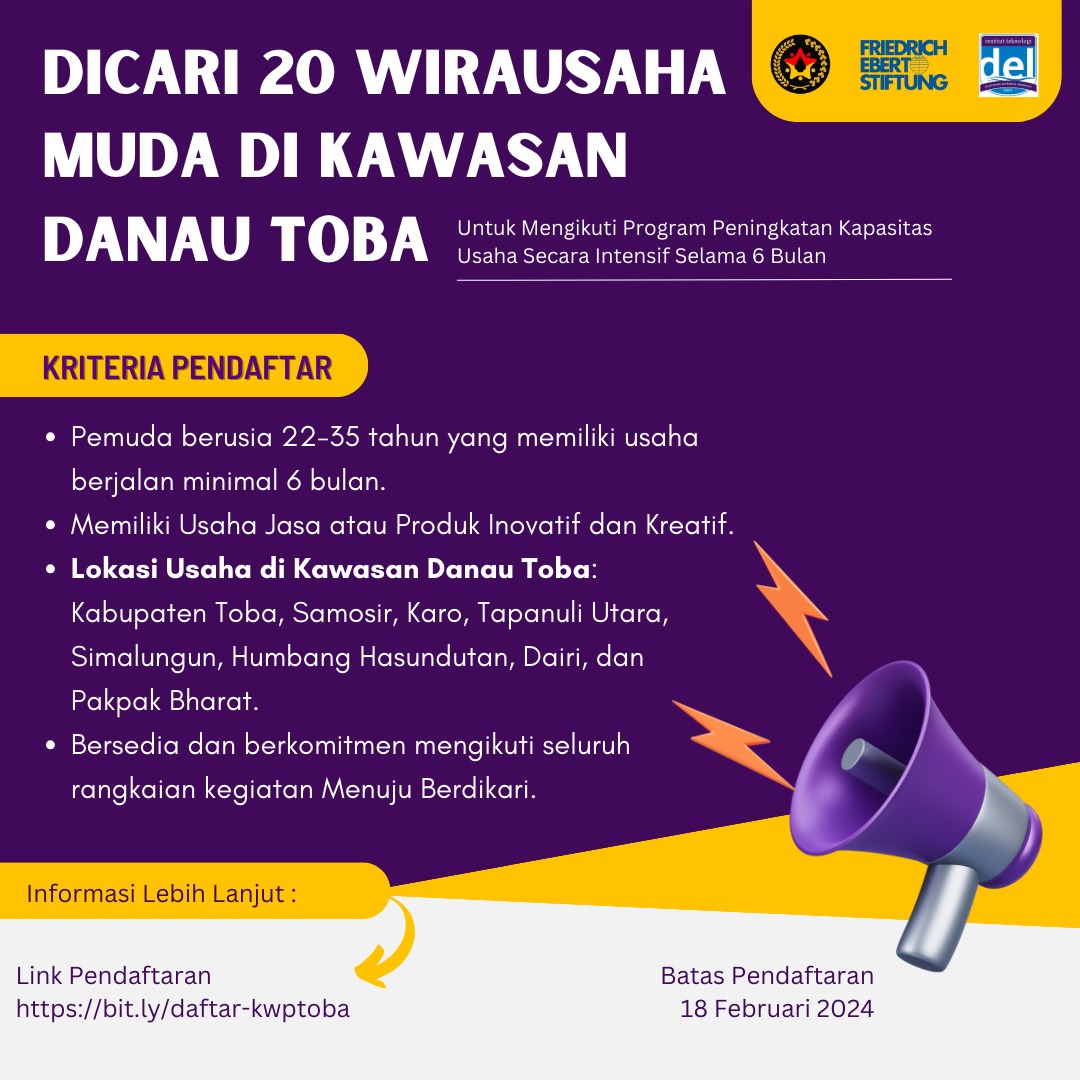 DICARI 20 WIRAUSAHA
MUDA DI KAWASAN
DANAU TOBA
Untuk Mengikuti Program Peningkatan Kapasitas
Usaha Secara Intensif Selama 6 Bulan
FRIEDRICH
EBERT
STIFTUNG
institut teknologi
del
KRITERIA PENDAFTAR
• Pemuda berusia 22-35 tahun yang memiliki usaha
berjalan minimal 6 bulan.
• Memiliki Usaha Jasa atau Produk Inovatif dan Kreatif.
• Lokasi Usaha di Kawasan Danau Toba:
Kabupaten Toba, Samosir, Karo, Tapanuli Utara,
Simalungun, Humbang Hasundutan, Dairi, dan
Pakpak Bharat.
• Bersedia dan berkomitmen mengikuti seluruh
rangkaian kegiatan Menuju Berdikari.
Informasi Lebih Lanjut :
Link Pendaftaran
https://bit.ly/daftar-kwptoba
Batas Pendaftaran
18 Februari 2024